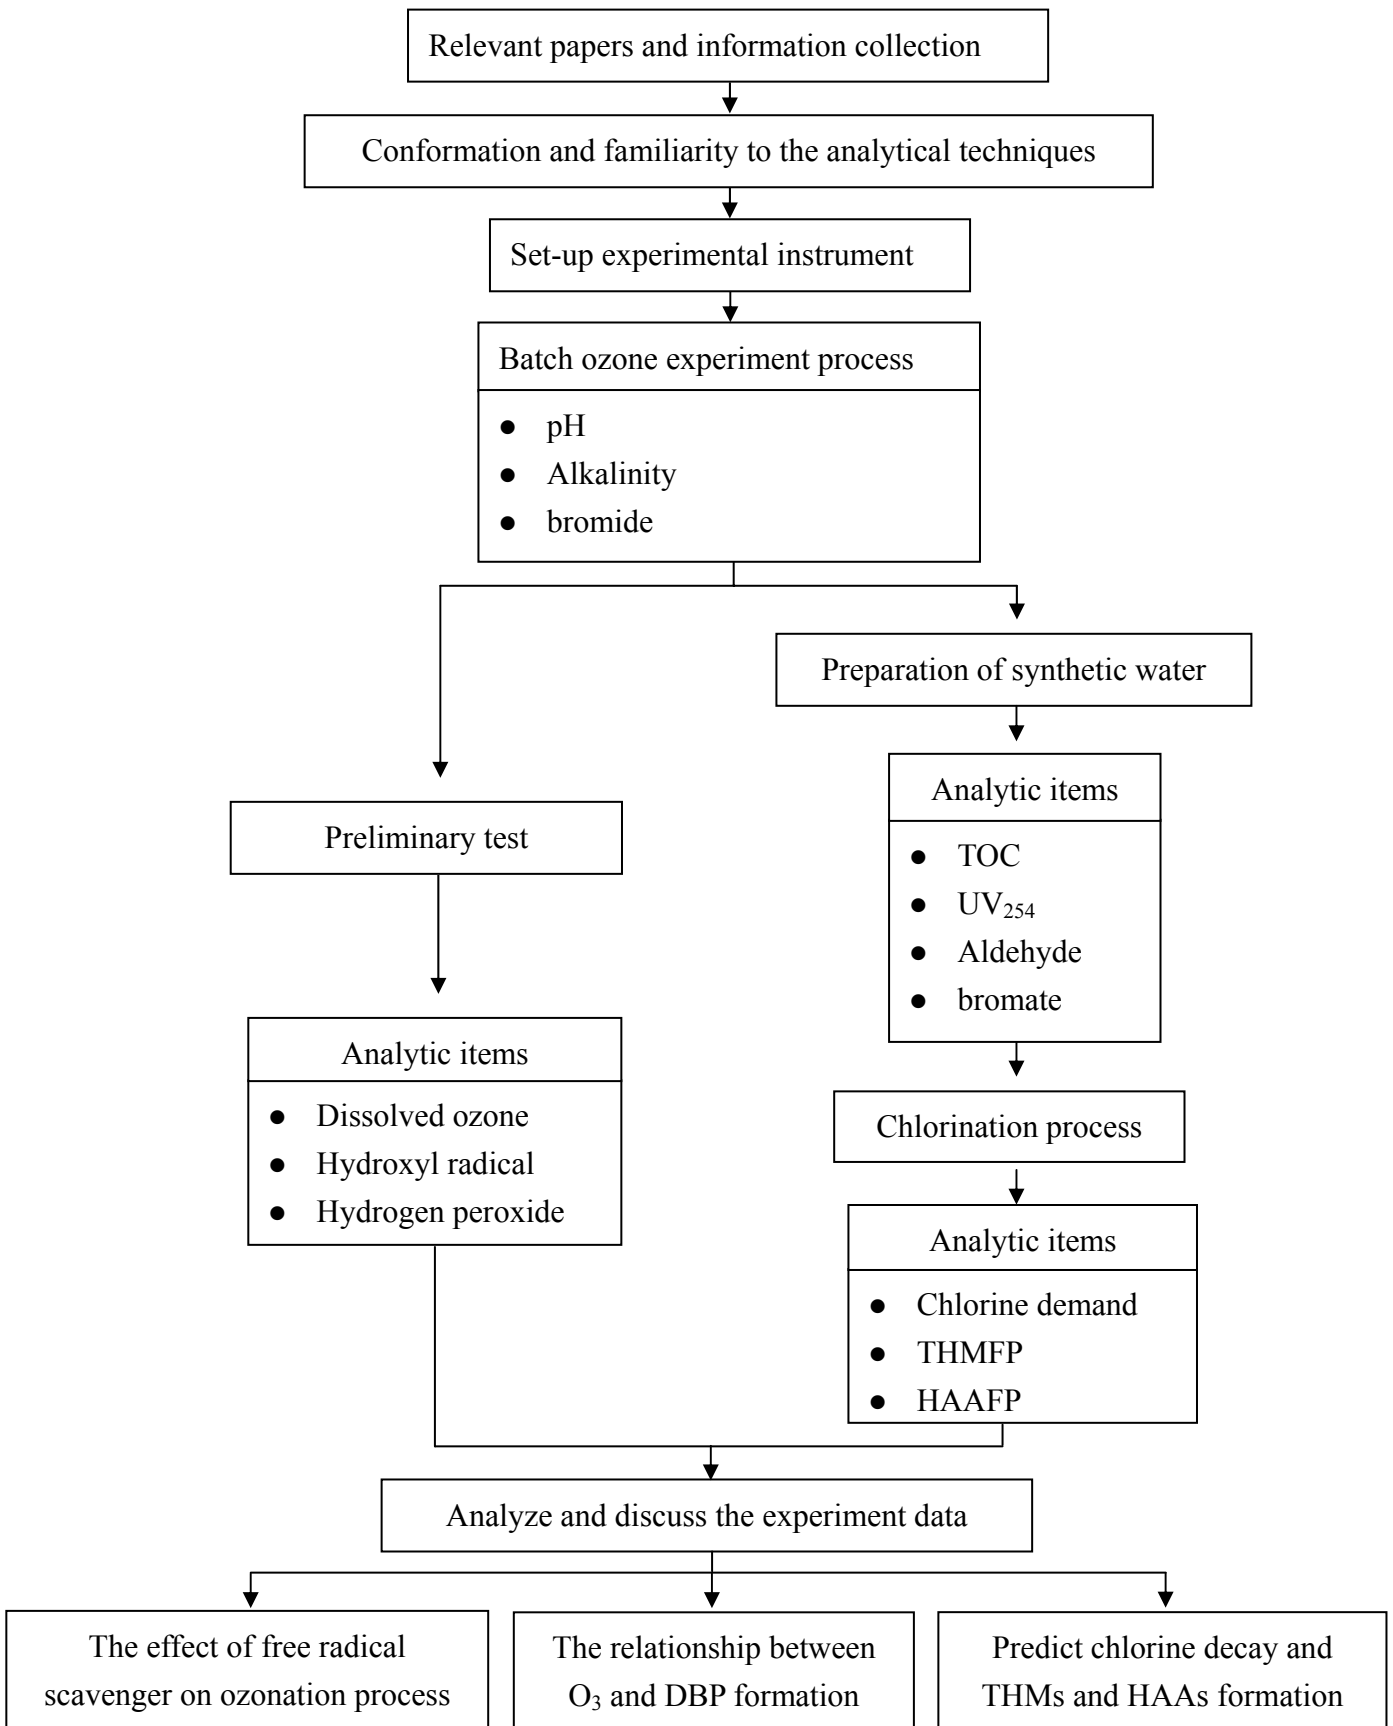 Relevant papers and information collection
Conformation and familiarity to the analytical techniques
Set-up experimental instrument
Batch ozone experiment process
● pH
● Alkalinity
● bromide
Preparation of synthetic water
Analytic items
● TOC
● UV₂₅₄
● Aldehyde
● bromate
Preliminary test
Analytic items
● Dissolved ozone
● Hydroxyl radical
● Hydrogen peroxide
Chlorination process
Analytic items
● Chlorine demand
● THMFP
● HAAFP
Analyze and discuss the experiment data
The effect of free radical
scavenger on ozonation process
The relationship between
O₃ and DBP formation
Predict chlorine decay and
THMs and HAAs formation